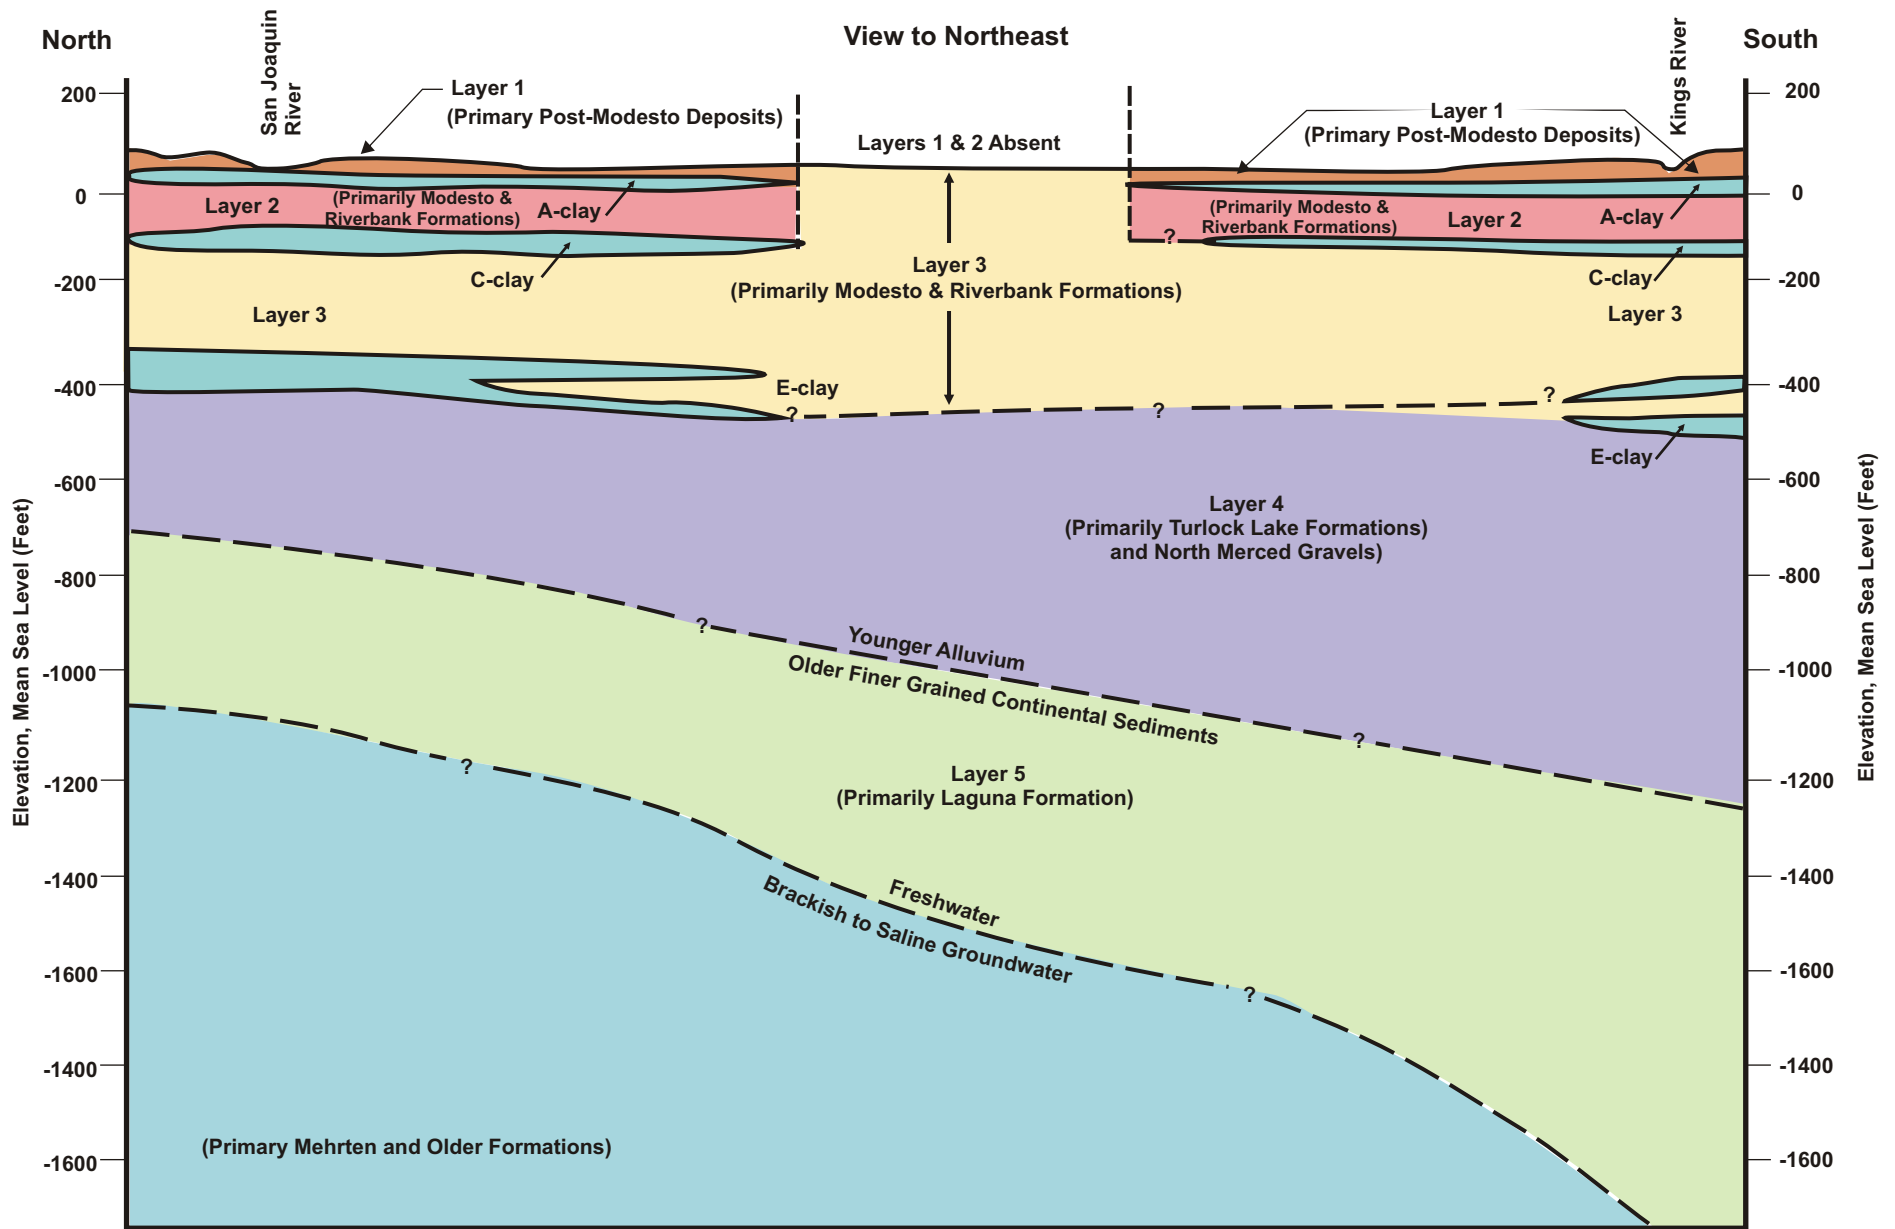 North
View to Northeast
South
San Joaquin
River
Kings River
Layer 1
(Primary Post-Modesto Deposits)
Layer 1
(Primary Post-Modesto Deposits)
Layers 1 & 2 Absent
200
0
-200
-400
-600
-800
-1000
-1200
-1400
-1600
-1400
-1600
Elevation, Mean Sea Level (Feet)
200
0
-200
-400
-600
-800
-1000
-1200
-1400
-1600
-1400
-1600
Elevation, Mean Sea Level (Feet)
Layer 2
(Primarily Modesto &
Riverbank Formations)
A-clay
(Primarily Modesto &
Riverbank Formations)
Layer 2
A-clay
?
C-clay
C-clay
Layer 3
(Primarily Modesto & Riverbank Formations)
Layer 3
Layer 3
E-clay
?
?
?
E-clay
Layer 4
(Primarily Turlock Lake Formations)
and North Merced Gravels)
?
Younger Alluvium
Older Finer Grained Continental Sediments
?
?
Layer 5
(Primarily Laguna Formation)
Freshwater
Brackish to Saline Groundwater
?
(Primary Mehrten and Older Formations)